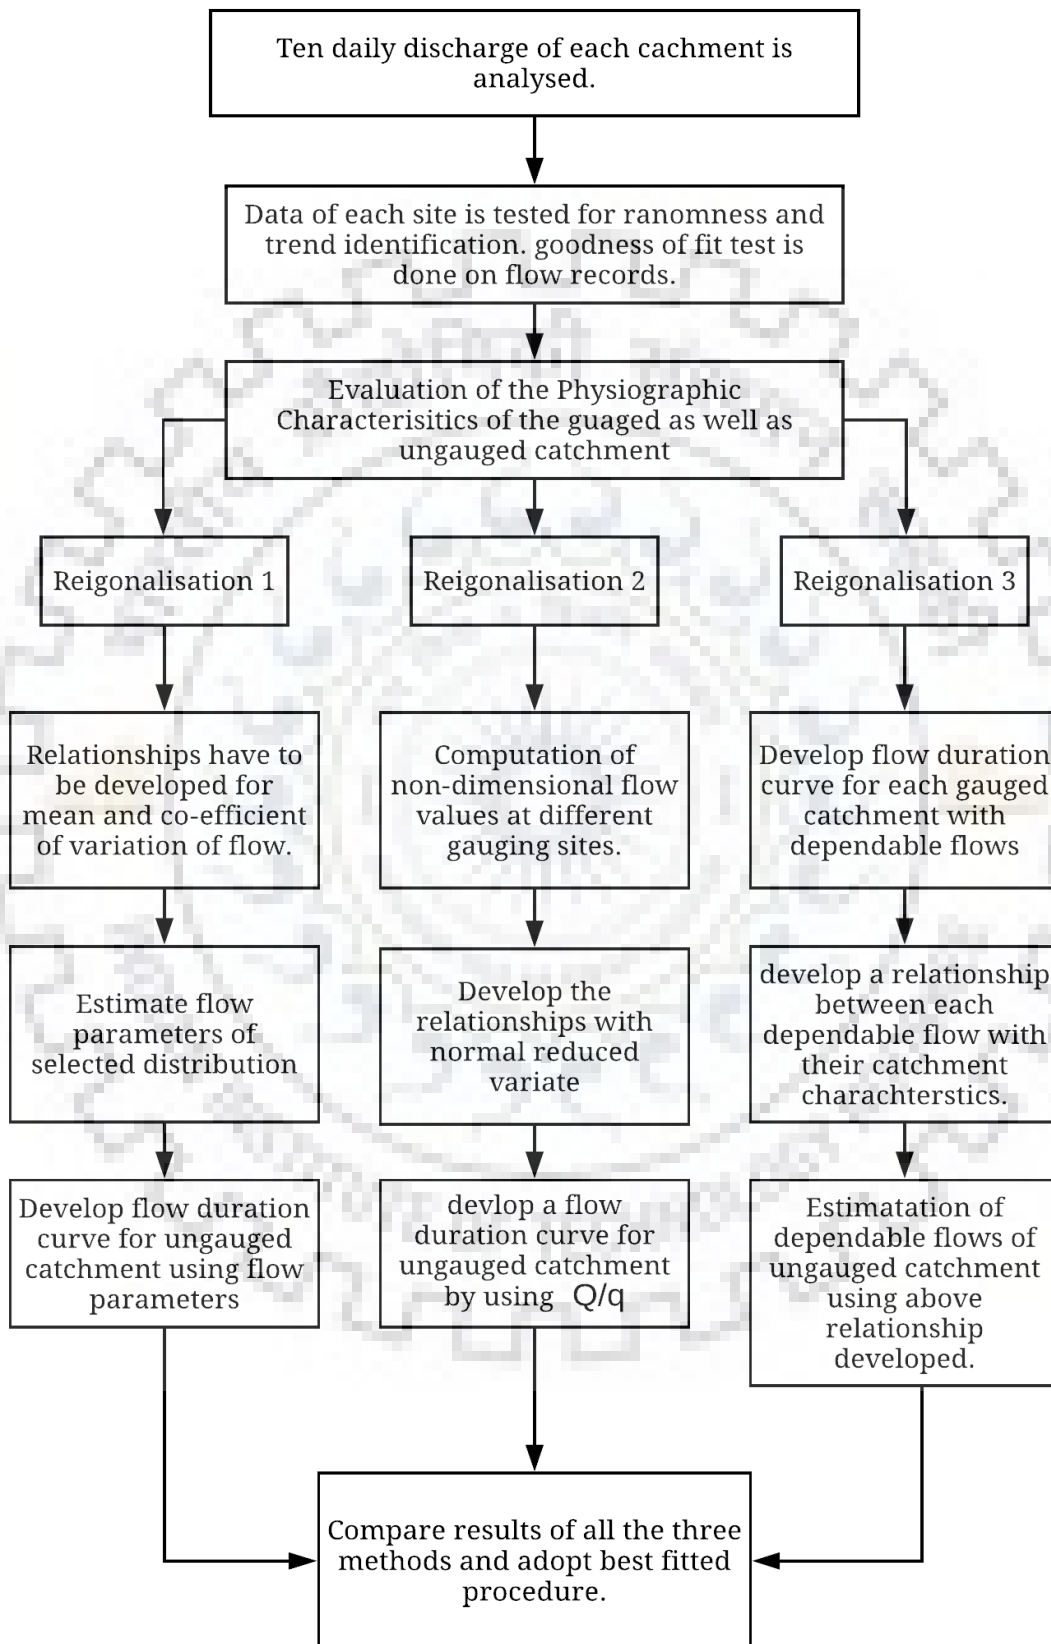 Ten daily discharge of each cachment is
analysed.
Data of each site is tested for ranomness and
trend identification. goodness of fit test is
done on flow records.
Evaluation of the Physiographic
Characterisitics of the guaged as well as
ungauged catchment
Reigonalisation 1
Reigonalisation 2
Reigonalisation 3
Relationships have to
be developed for
mean and co-efficient
of variation of flow.
Computation of
non-dimensional flow
values at different
gauging sites.
Develop flow duration
curve for each gauged
catchment with
dependable flows
Estimate flow
parameters of
selected distribution
Develop the
relationships with
normal reduced
variate
develop a relationship
between each
dependable flow with
their catchment
charachterstics.
Develop flow duration
curve for ungauged
catchment using flow
parameters
devlop a flow
duration curve for
ungauged catchment
by using Q/q
Estimatation of
dependable flows of
ungauged catchment
using above
relationship
developed.
Compare results of all the three
methods and adopt best fitted
procedure.